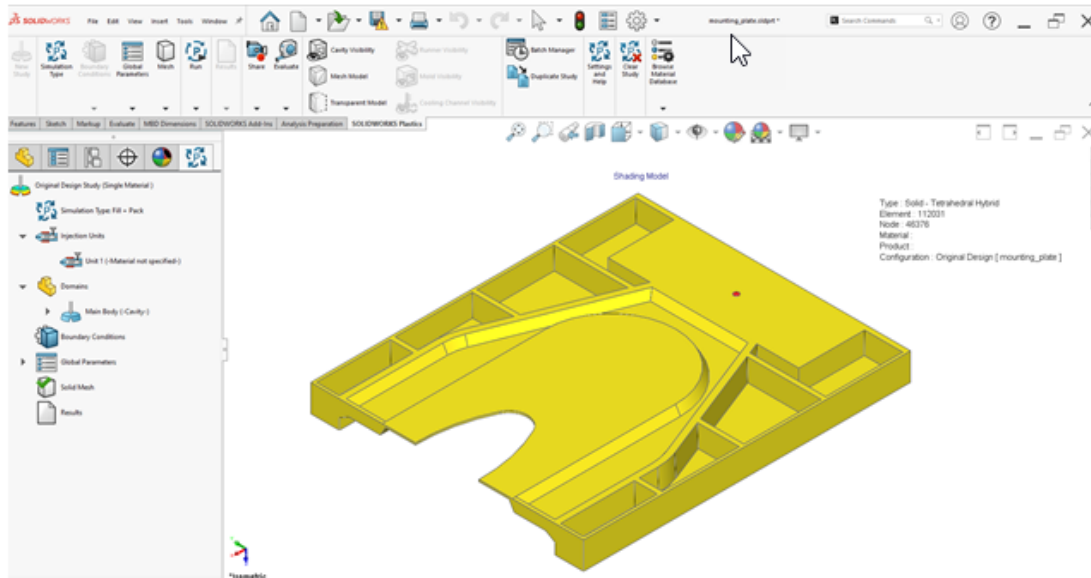 SOLIDWORKS File Edit View Insert Tools Window mounting_plate.sldprt * Search Commands
New Study
Simulation Type
Boundary Conditions
Global Parameters
Mesh
Run
Results
Share
Evaluate
Cavity Visibility
Mesh Model
Transparent Model
Runner Visibility
Mold Visibility
Cooling Channel Visibility
Batch Manager
Duplicate Study
Settings and Help
Clear Study
Browse Material Database
Features Sketch Markup Evaluate MBD Dimensions SOLIDWORKS Add-Ins Analysis Preparation SOLIDWORKS Plastics
Original Design Study (Single Material )
Simulation Type: Fill + Pack
Injection Units
Unit 1 (-Material not specified-)
Domains
Main Body (-Cavity-)
Boundary Conditions
Global Parameters
Solid Mesh
Results
Shading Model
Type : Solid - Tetrahedral Hybrid
Element : 112031
Node : 46376
Material :
Product :
Configuration : Original Design [ mounting_plate ]
*Isometric